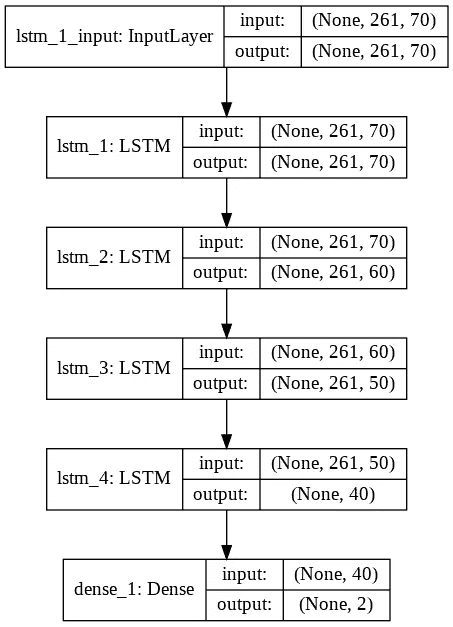 lstm_1_input: InputLayer
input: (None, 261, 70)
output: (None, 261, 70)
lstm_1: LSTM
input: (None, 261, 70)
output: (None, 261, 70)
lstm_2: LSTM
input: (None, 261, 70)
output: (None, 261, 60)
lstm_3: LSTM
input: (None, 261, 60)
output: (None, 261, 50)
lstm_4: LSTM
input: (None, 261, 50)
output: (None, 40)
dense_1: Dense
input: (None, 40)
output: (None, 2)